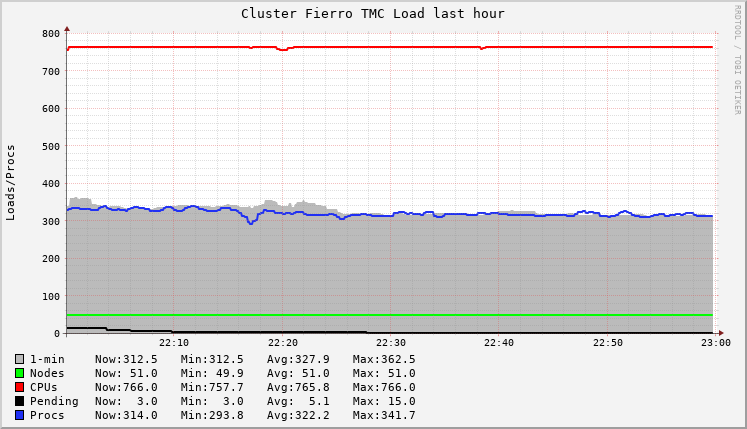 Cluster Fierro TMC Load last hour
RRDTOOL / TOBI OETIKER
Loads/Procs
800
700
600
500
400
300
200
100
0
22:10 22:20 22:30 22:40 22:50 23:00
1-min Now:312.5 Min:312.5 Avg:327.9 Max:362.5
Nodes Now: 51.0 Min: 49.9 Avg: 51.0 Max: 51.0
CPUs Now:766.0 Min:757.7 Avg:765.8 Max:766.0
Pending Now: 3.0 Min: 3.0 Avg: 5.1 Max: 15.0
Procs Now:314.0 Min:293.8 Avg:322.2 Max:341.7